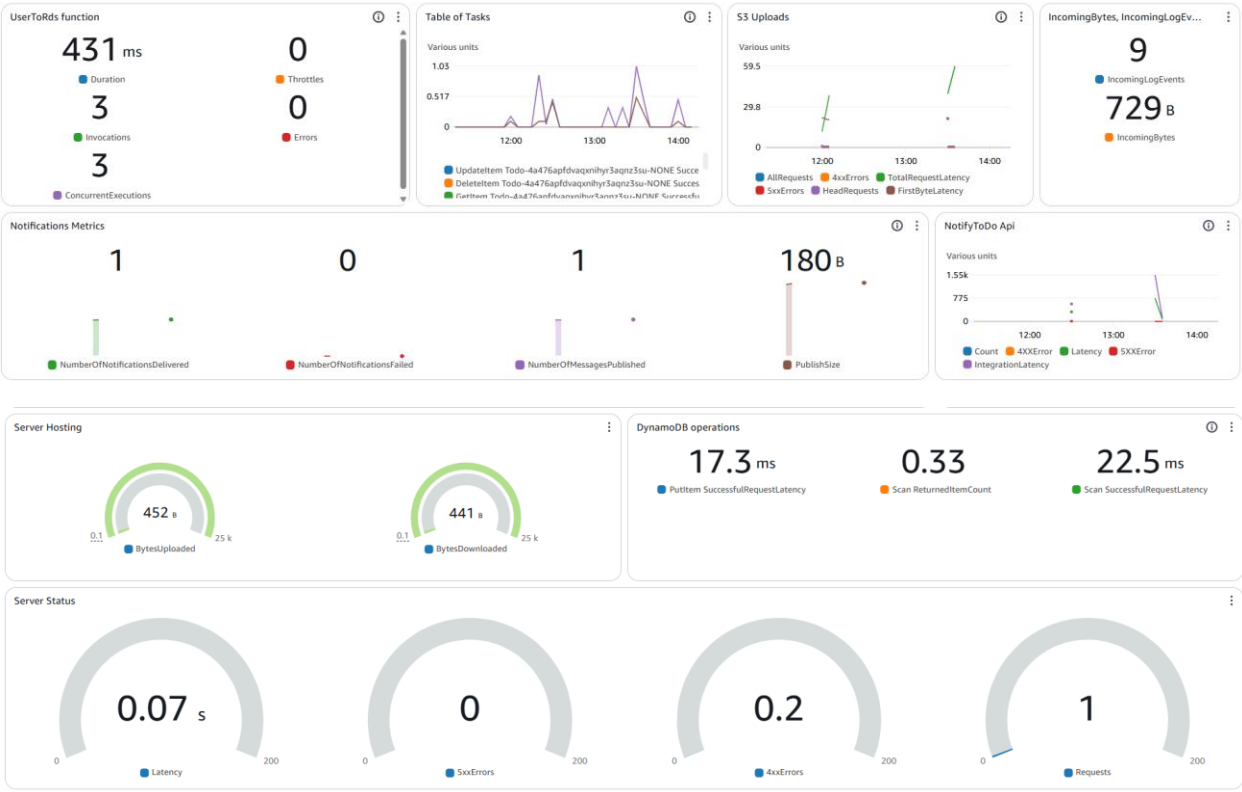 UserToRds function
431 ms
Duration
0
Throttles
3
Invocations
0
Errors
3
ConcurrentExecutions
Table of Tasks
Various units
1.03
0.517
0
12:00 13:00 14:00
UpdateItem Todo-4a476apfdvaqxnihyr3aqnz3su-NONE Succe
DeleteItem Todo-4a476apfdvaqxnihyr3aqnz3su-NONE Succes
GetItem Todo-4a476apfdvaqxnihyr3aqnz3su-NONE Successfu
S3 Uploads
Various units
59.5
29.8
0
12:00 13:00 14:00
AllRequests 4xxErrors TotalRequestLatency
5xxErrors HeadRequests FirstByteLatency
IncomingBytes, IncomingLogEv...
9
IncomingLogEvents
729 B
IncomingBytes
Notifications Metrics
1
NumberOfNotificationsDelivered
0
NumberOfNotificationsFailed
1
NumberOfMessagesPublished
180 B
PublishSize
NotifyToDo Api
Various units
1.55k
775
0
12:00 13:00 14:00
Count 4XXError Latency 5XXError
IntegrationLatency
Server Hosting
452 B
0.1 25 k
BytesUploaded
441 B
0.1 25 k
BytesDownloaded
DynamoDB operations
17.3 ms
PutItem SuccessfulRequestLatency
0.33
Scan ReturnedItemCount
22.5 ms
Scan SuccessfulRequestLatency
Server Status
0.07 s
0 200
Latency
0
0 200
5xxErrors
0.2
0 200
4xxErrors
1
0 200
Requests